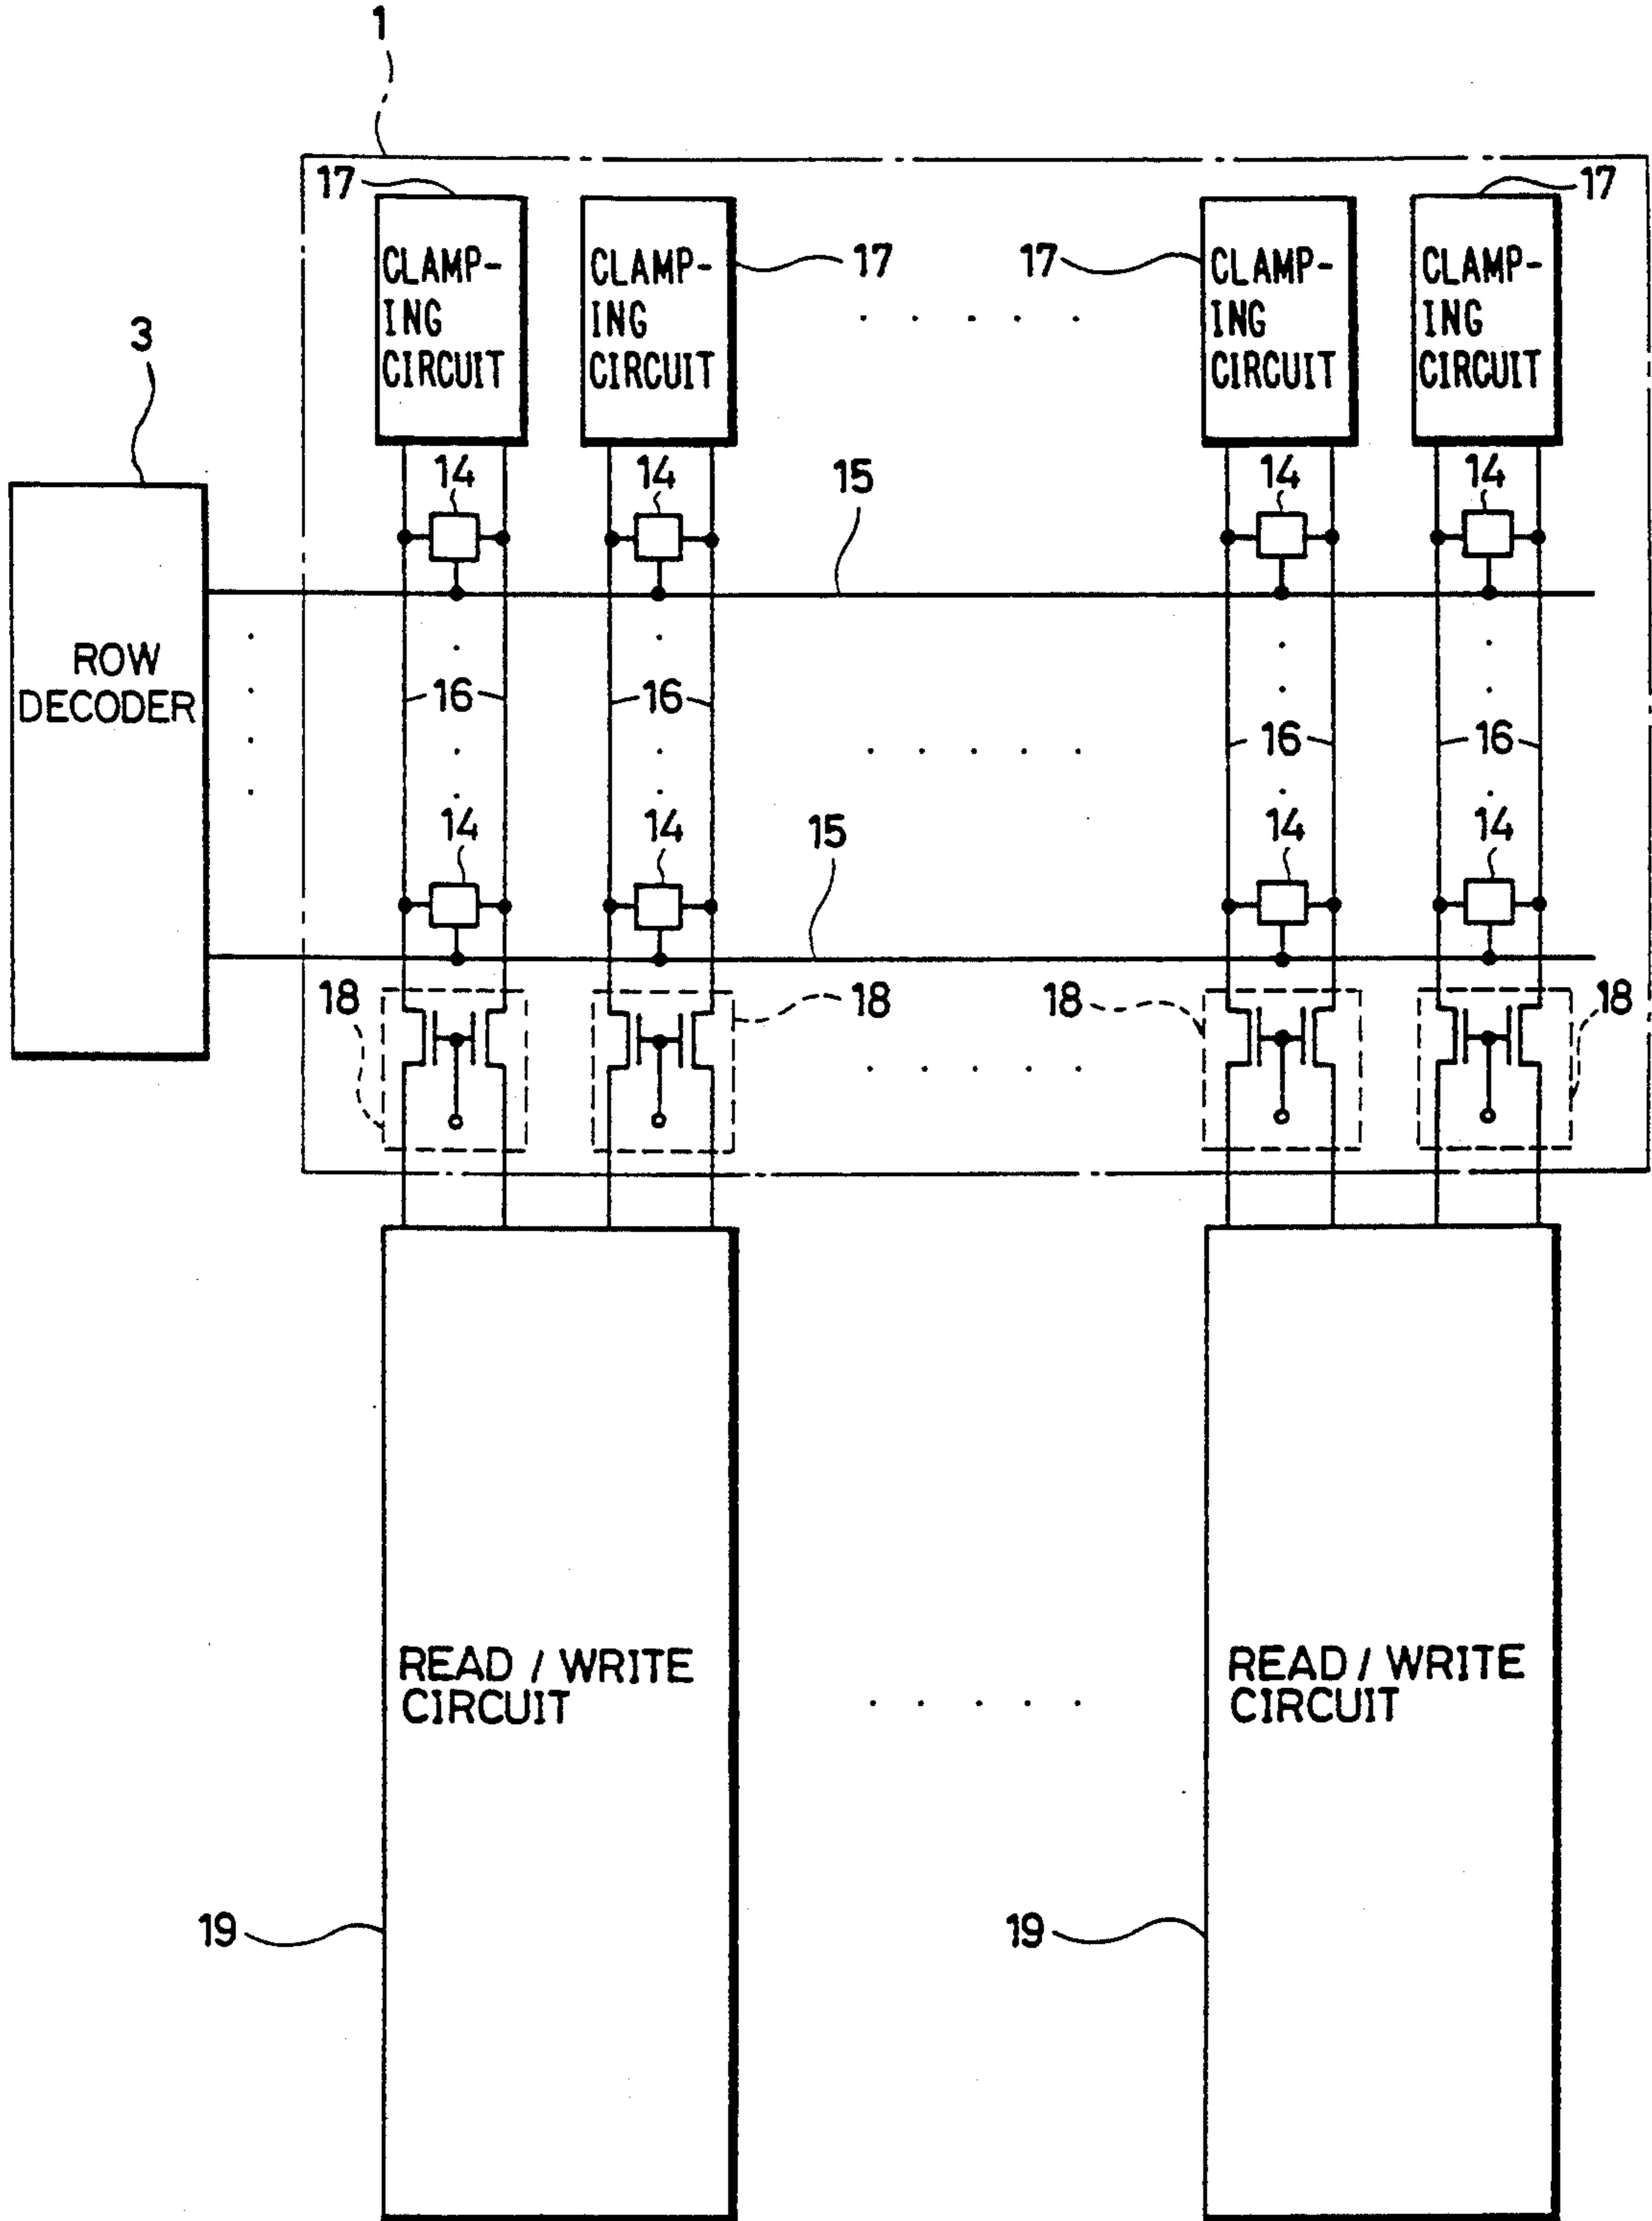 1
17
17
CLAMP-
ING
CIRCUIT
CLAMP-
ING
CIRCUIT
17
17
CLAMP-
ING
CIRCUIT
CLAMP-
ING
CIRCUIT
3
14
14
15
14
14
ROW
DECODER
16
16
16
16
14
14
15
14
14
18
18
18
18
READ / WRITE
CIRCUIT
READ / WRITE
CIRCUIT
19
19